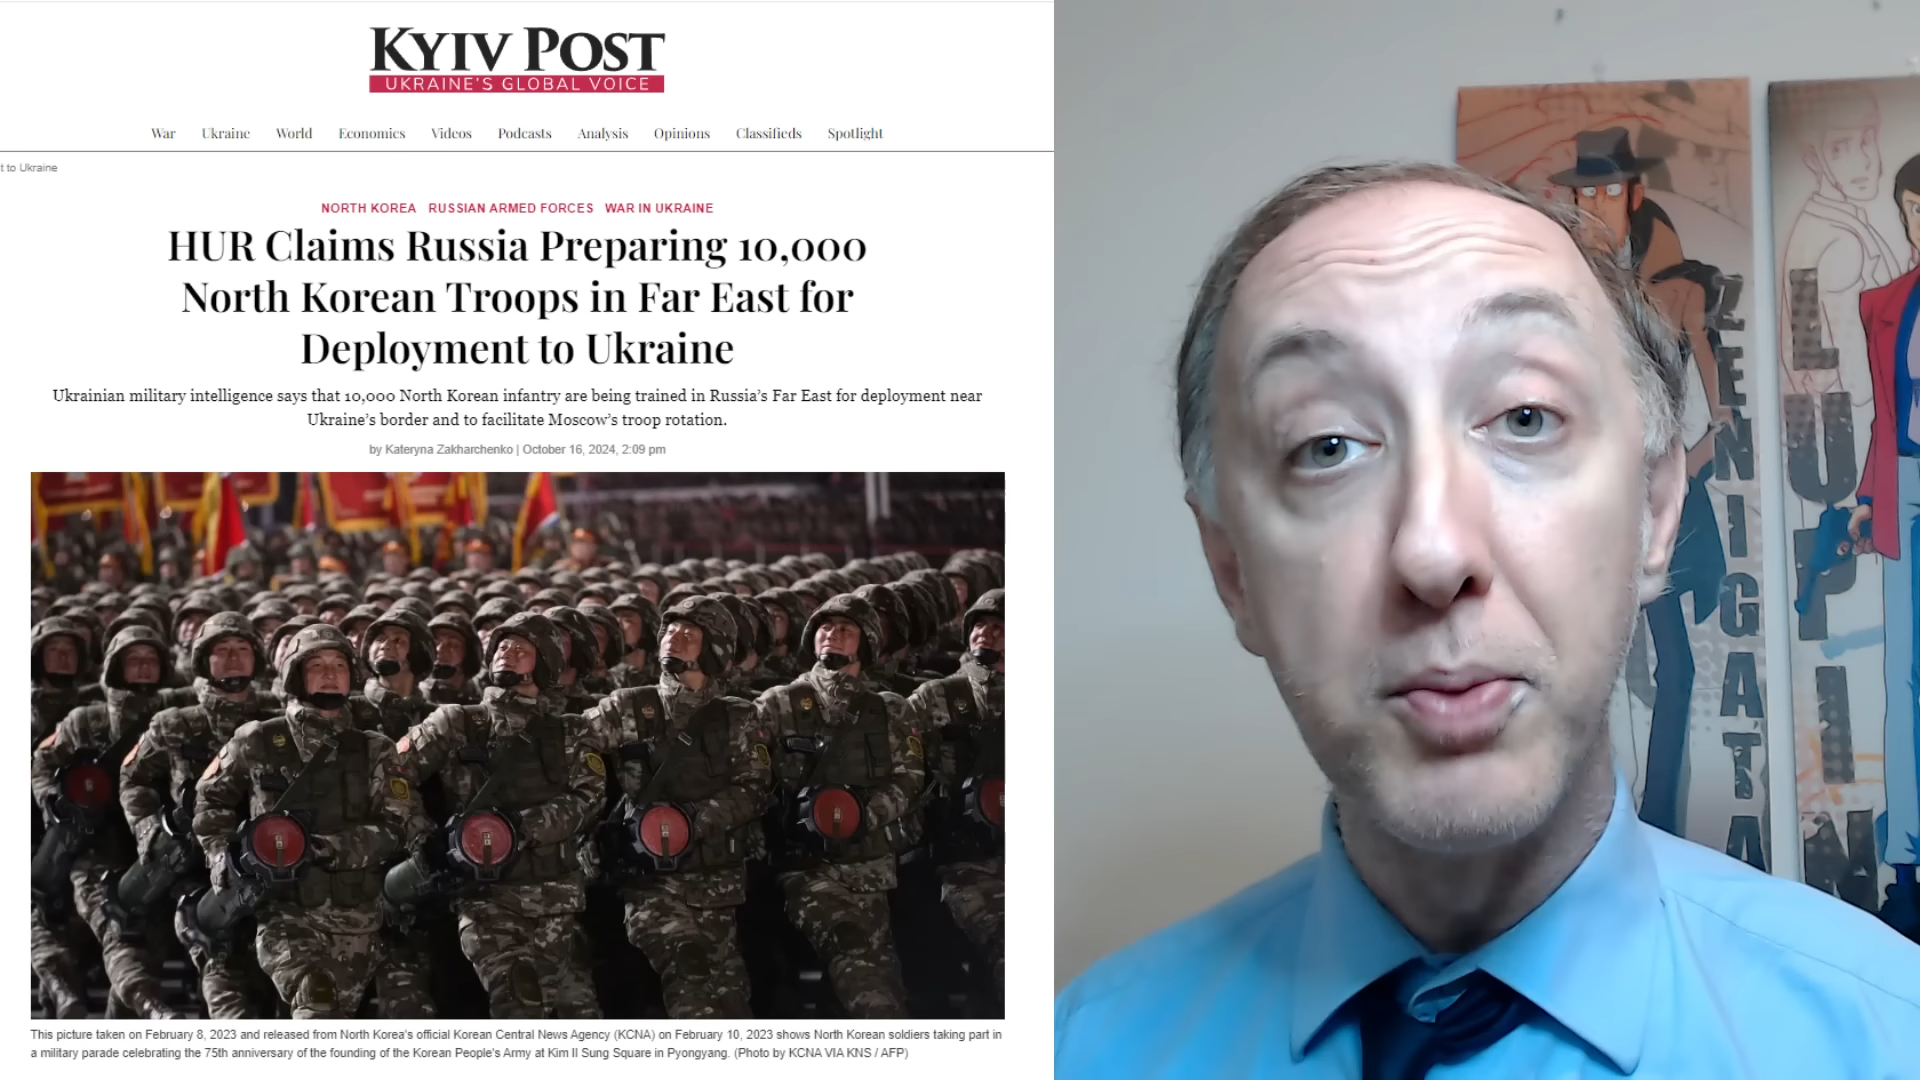 KYIV POST
UKRAINE'S GLOBAL VOICE
War Ukraine World Economics Videos Podcasts Analysis Opinions Classifieds Spotlight
t to Ukraine
NORTH KOREA RUSSIAN ARMED FORCES WAR IN UKRAINE
HUR Claims Russia Preparing 10,000
North Korean Troops in Far East for
Deployment to Ukraine
Ukrainian military intelligence says that 10,000 North Korean infantry are being trained in Russia's Far East for deployment near
Ukraine's border and to facilitate Moscow's troop rotation.
by Kateryna Zakharchenko | October 16, 2024, 2:09 pm
This picture taken on February 8, 2023 and released from North Korea's official Korean Central News Agency (KCNA) on February 10, 2023 shows North Korean soldiers taking part in
a military parade celebrating the 75th anniversary of the founding of the Korean People's Army at Kim Il Sung Square in Pyongyang. (Photo by KCNA VIA KNS / AFP)
ZENIGATA
LUPIN